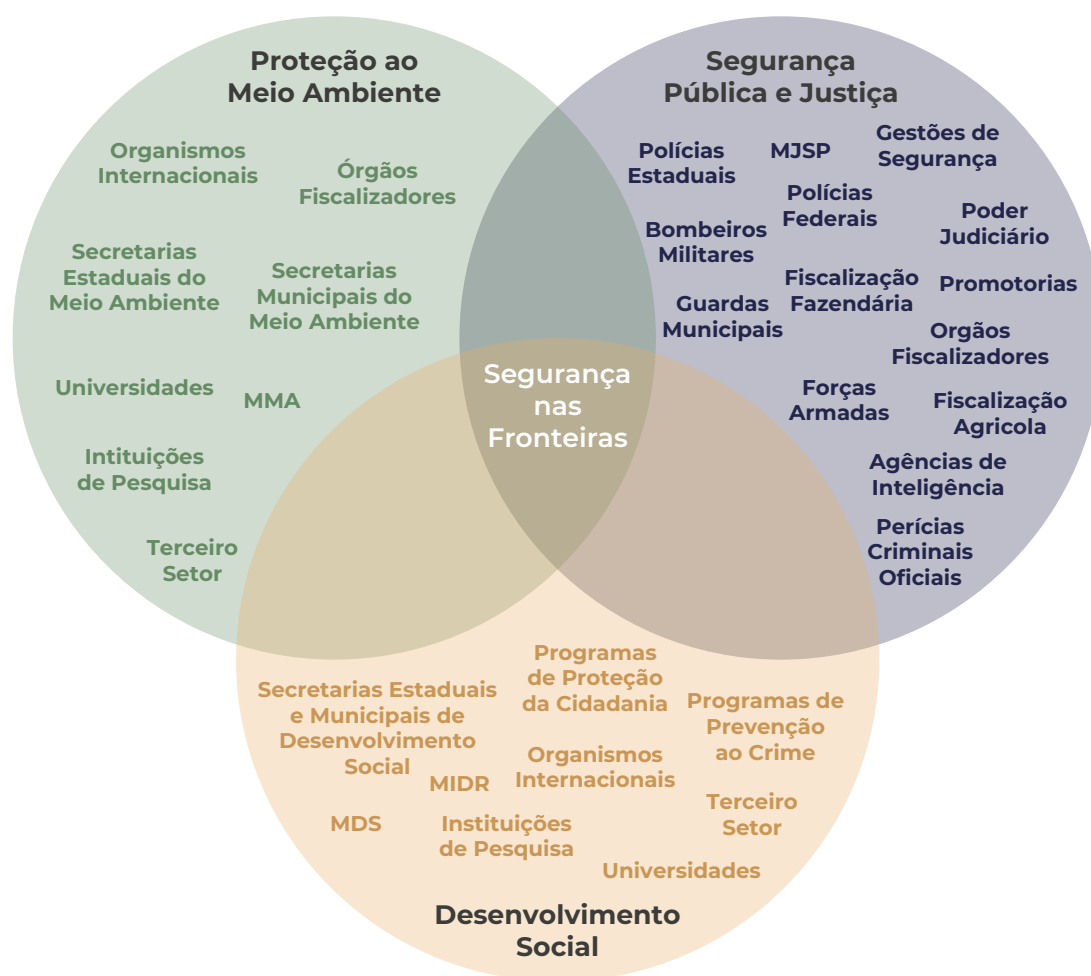 Proteção ao
Meio Ambiente
Organismos
Internacionais
Órgãos
Fiscalizadores
Secretarias
Estaduais do
Meio Ambiente
Secretarias
Municipais do
Meio Ambiente
Universidades
MMA
Intituições
de Pesquisa
Terceiro
Setor
Segurança
Pública e Justiça
Polícias
Estaduais
MJSP
Gestões de
Segurança
Polícias
Federais
Poder
Judiciário
Bombeiros
Militares
Fiscalização
Fazendária
Promotorias
Guardas
Municipais
Orgãos
Fiscalizadores
Forças
Armadas
Fiscalização
Agricola
Agências de
Inteligência
Perícias
Criminais
Oficiais
Segurança
nas
Fronteiras
Secretarias Estaduais
e Municipais de
Desenvolvimento
Social
Programas
de Proteção
da Cidadania
Programas de
Prevenção
ao Crime
Organismos
Internacionais
MIDR
MDS
Instituições
de Pesquisa
Terceiro
Setor
Universidades
Desenvolvimento
Social